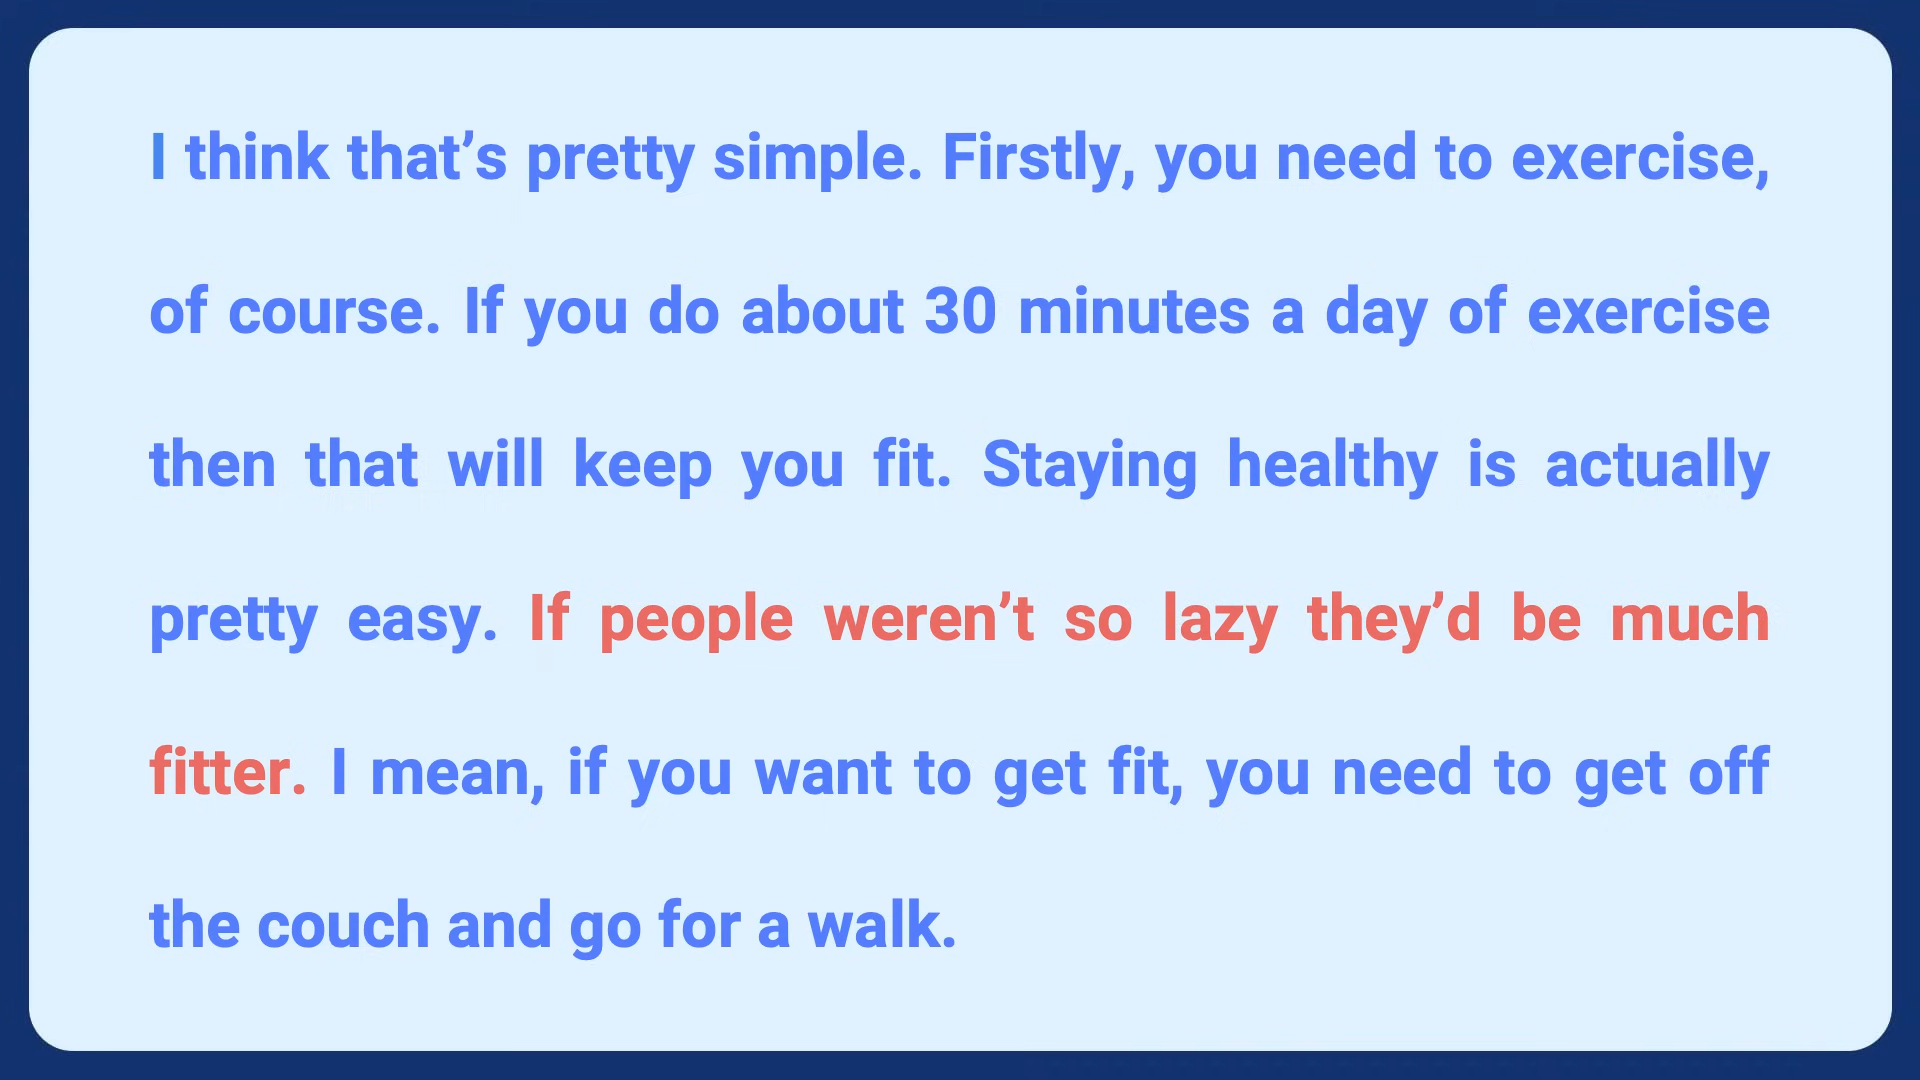 I think that’s pretty simple. Firstly, you need to exercise,
of course. If you do about 30 minutes a day of exercise
then that will keep you fit. Staying healthy is actually
pretty easy. If people weren’t so lazy they’d be much
fitter. I mean, if you want to get fit, you need to get off
the couch and go for a walk.